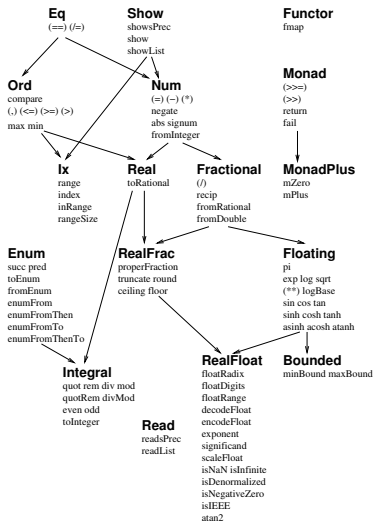 Eq
(==) (/=)
Show
showsPrec
show
showList
Functor
fmap
Ord
compare
(,) (<=) (>=) (>)
max min
Num
(=) (−) (*)
negate
abs signum
fromInteger
Monad
(>>=)
(>>)
return
fail
Ix
range
index
inRange
rangeSize
Real
toRational
Fractional
(/)
recip
fromRational
fromDouble
MonadPlus
mZero
mPlus
Enum
succ pred
toEnum
fromEnum
enumFrom
enumFromThen
enumFromTo
enumFromThenTo
RealFrac
properFraction
truncate round
ceiling floor
Floating
pi
exp log sqrt
(**) logBase
sin cos tan
sinh cosh tanh
asinh acosh atanh
Integral
quot rem div mod
quotRem divMod
even odd
toInteger
Read
readsPrec
readList
RealFloat
floatRadix
floatDigits
floatRange
decodeFloat
encodeFloat
exponent
significand
scaleFloat
isNaN isInfinite
isDenormalized
isNegativeZero
isIEEE
atan2
Bounded
minBound maxBound